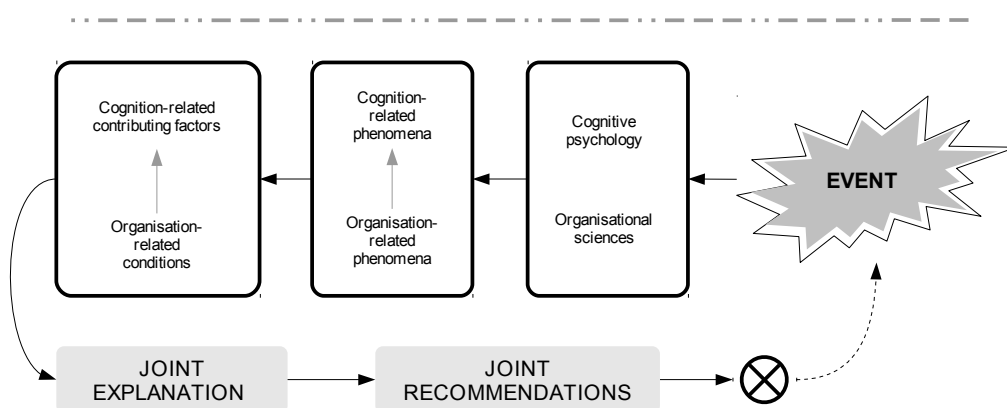 Cognition-related
contributing factors
Organisation-
related
conditions
Cognition-
related
phenomena
Organisation-
related
phenomena
Cognitive
psychology
Organisational
sciences
EVENT
JOINT
EXPLANATION
JOINT
RECOMMENDATIONS